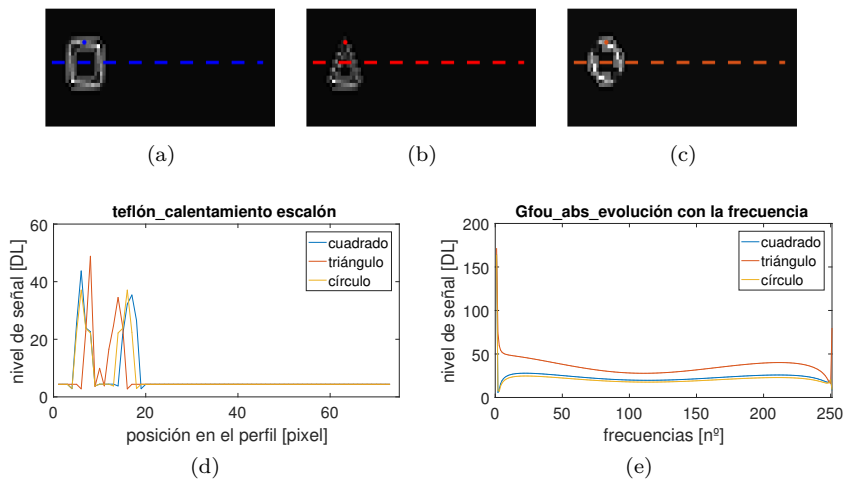 (a)
(b)
(c)
teflón_calentamiento escalón
60
40
20
0
0
20
40
60
nivel de señal [DL]
posición en el perfil [pixel]
cuadrado
triángulo
círculo
(d)
Gfou_abs_evolución con la frecuencia
200
150
100
50
0
0
50
100
150
200
250
nivel de señal [DL]
frecuencias [nº]
cuadrado
triángulo
círculo
(e)